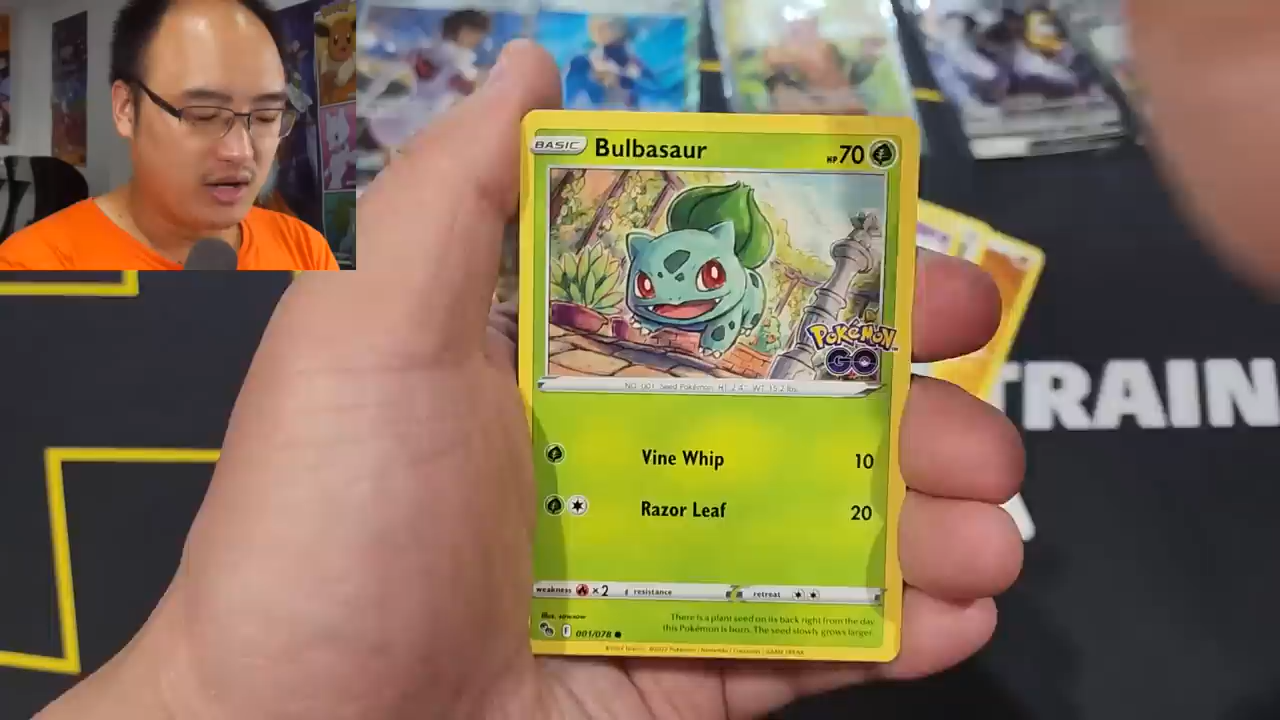 BASIC Bulbasaur HP 70
POKéMON
GO
NO. 001 Seed Pokémon HT: 2'4" WT: 15.2 lbs.
Vine Whip 10
Razor Leaf 20
weakness ×2 resistance retreat
Illus.
There is a plant seed on its back right from the day
this Pokémon is born. The seed slowly grows larger.
F 001/078
TRAIN